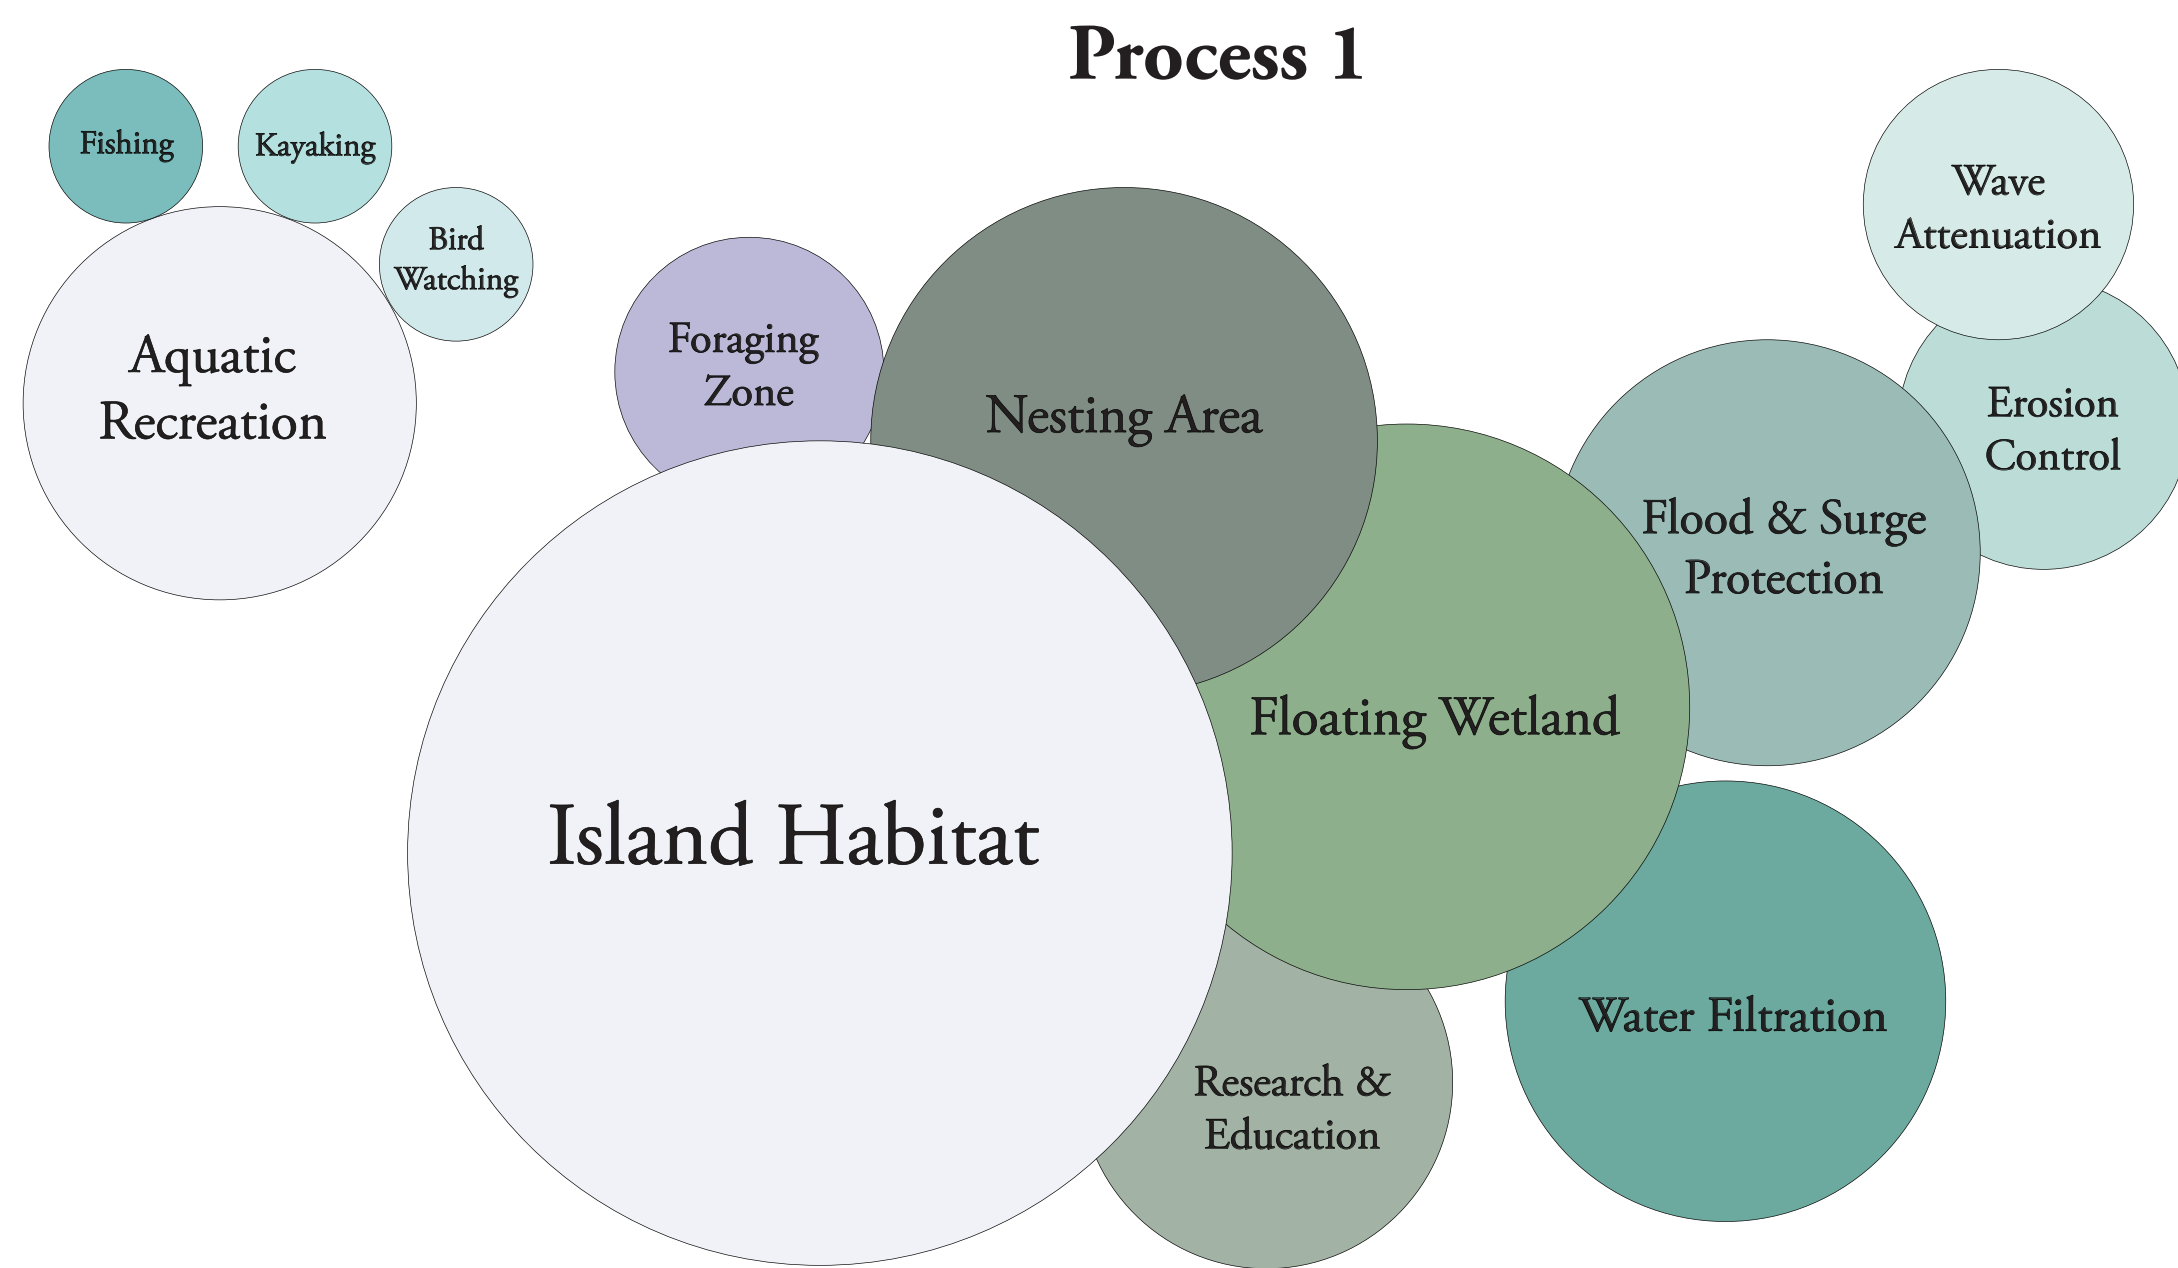 Process 1
Fishing
Kayaking
Bird
Watching
Aquatic
Recreation
Foraging
Zone
Nesting Area
Wave
Attenuation
Erosion
Control
Flood & Surge
Protection
Floating Wetland
Island Habitat
Water Filtration
Research &
Education